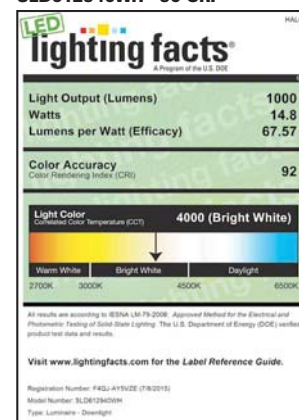 LED
lighting facts®
A Program of the U.S. DOE
Light Output (Lumens) 1000
Watts 14.8
Lumens per Watt (Efficacy) 67.57
Color Accuracy 92
Color Rendering Index (CRI)
Light Color 4000 (Bright White)
Correlated Color Temperature (CCT)
Warm White Bright White Daylight
2700K 3000K 4500K 6500K
All results are according to IESNA LM-79-2008: Approved Method for the Electrical and
Photometric Testing of Solid-State Lighting. The U.S. Department of Energy (DOE) verifies
product test data and results.
Visit www.lightingfacts.com for the Label Reference Guide.
Registration Number: F4GJ-AY5VZE (7/8/2015)
Model Number: SLD612940WH
Type: Luminaire - Downlight